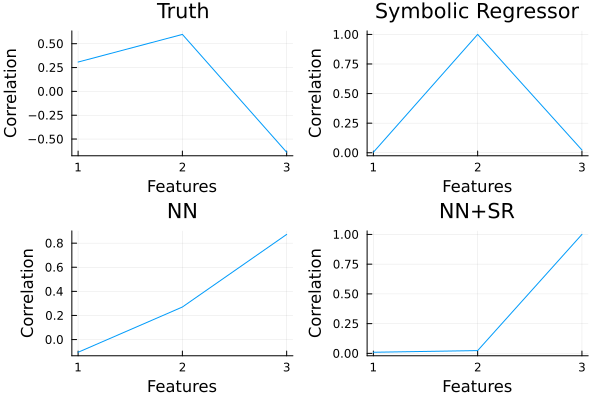 Truth
Correlation
0.50
0.25
0.00
−0.25
−0.50
1
2
3
Features
Symbolic Regressor
Correlation
1.00
0.75
0.50
0.25
0.00
1
2
3
Features
NN
Correlation
0.8
0.6
0.4
0.2
0.0
1
2
3
Features
NN+SR
Correlation
1.00
0.75
0.50
0.25
0.00
1
2
3
Features